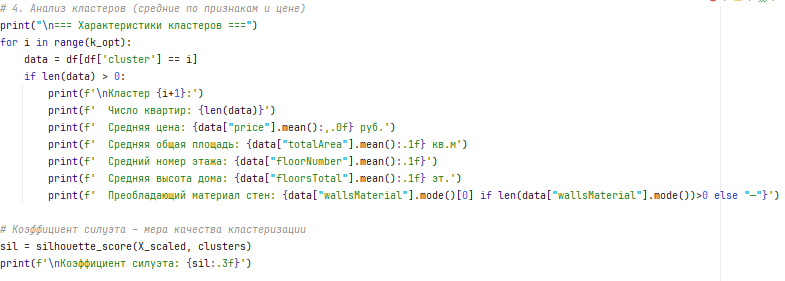 # 4. Анализ кластеров (средние по признакам и цене)
print("\n=== Характеристики кластеров ===")
for i in range(k_opt):
    data = df[df['cluster'] == i]
    if len(data) > 0:
        print(f'\nКластер {i+1}:')
        print(f'  Число квартир: {len(data)}')
        print(f'  Средняя цена: {data["price"].mean():,.0f} руб.')
        print(f'  Средняя общая площадь: {data["totalArea"].mean():.1f} кв.м')
        print(f'  Средний номер этажа: {data["floorNumber"].mean():.1f}')
        print(f'  Средняя высота дома: {data["floorsTotal"].mean():.1f} эт.')
        print(f'  Преобладающий материал стен: {data["wallsMaterial"].mode()[0] if len(data["wallsMaterial"].mode())>0 else "—"}')
# Коэффициент силуэта – мера качества кластеризации
sil = silhouette_score(X_scaled, clusters)
print(f'\nКоэффициент силуэта: {sil:.3f}')